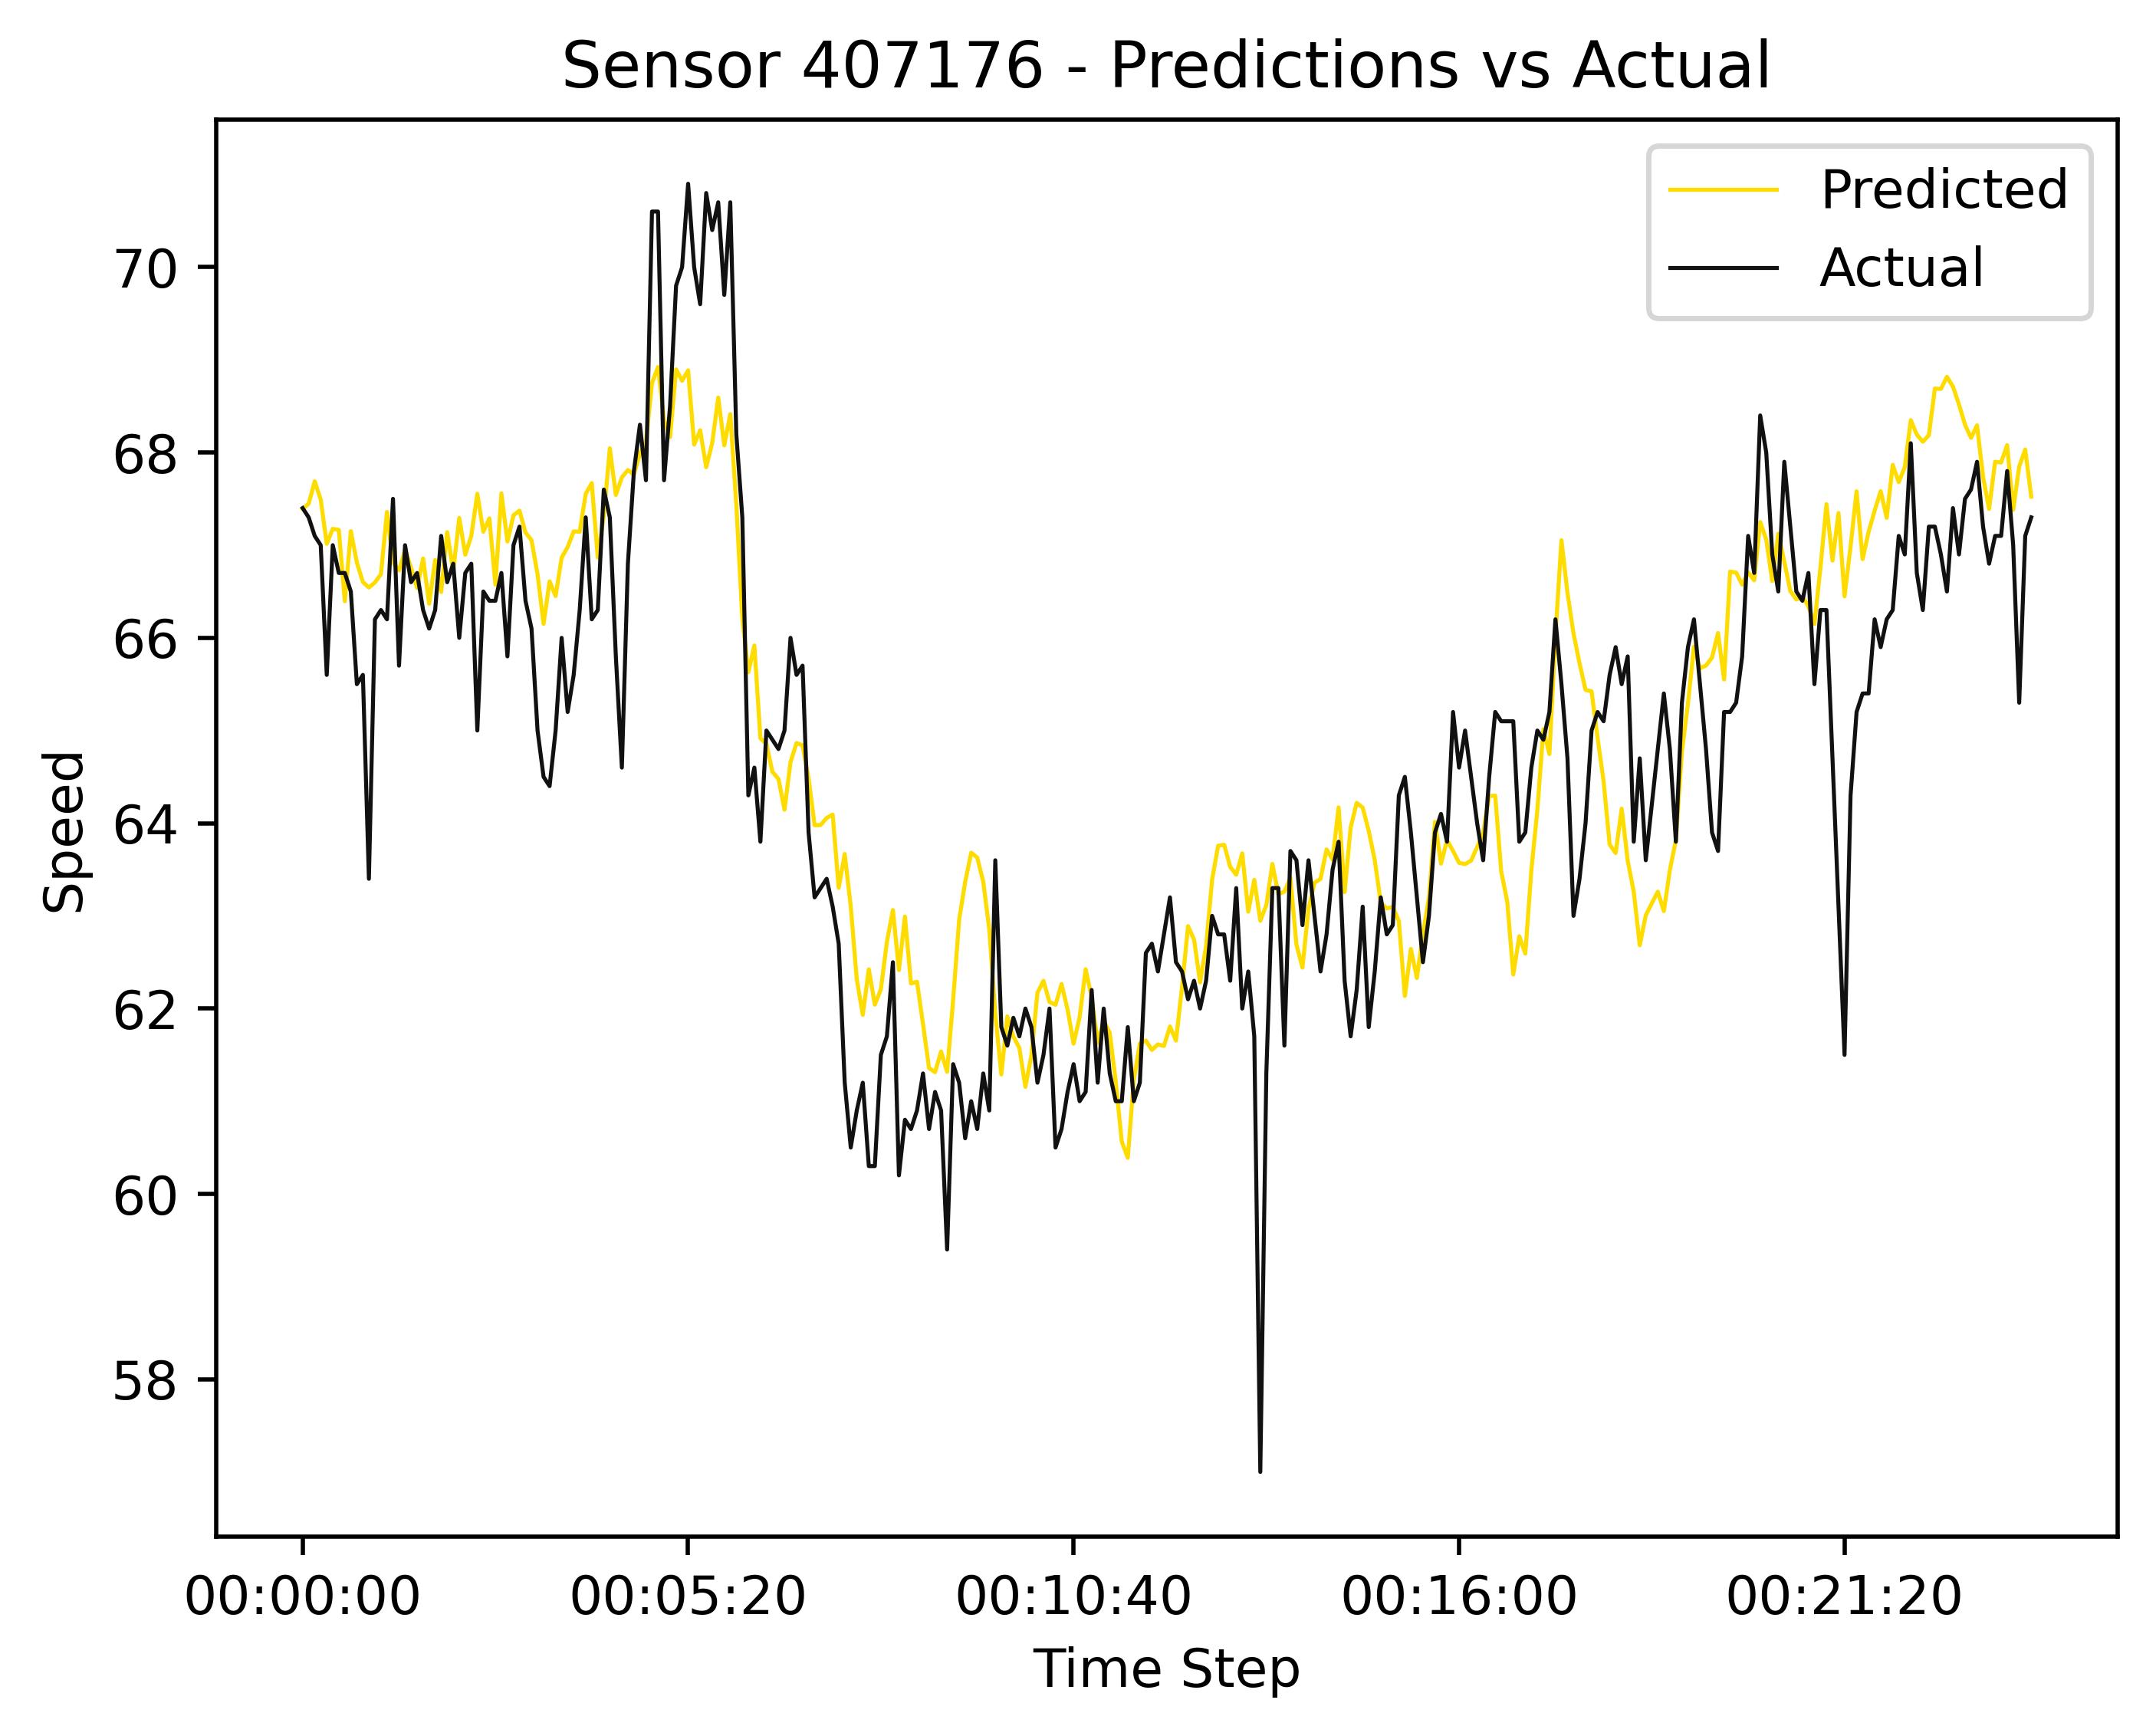 Sensor 407176 - Predictions vs Actual
Predicted
Actual
70
68
66
64
62
60
58
Speed
00:00:00
00:05:20
00:10:40
00:16:00
00:21:20
Time Step